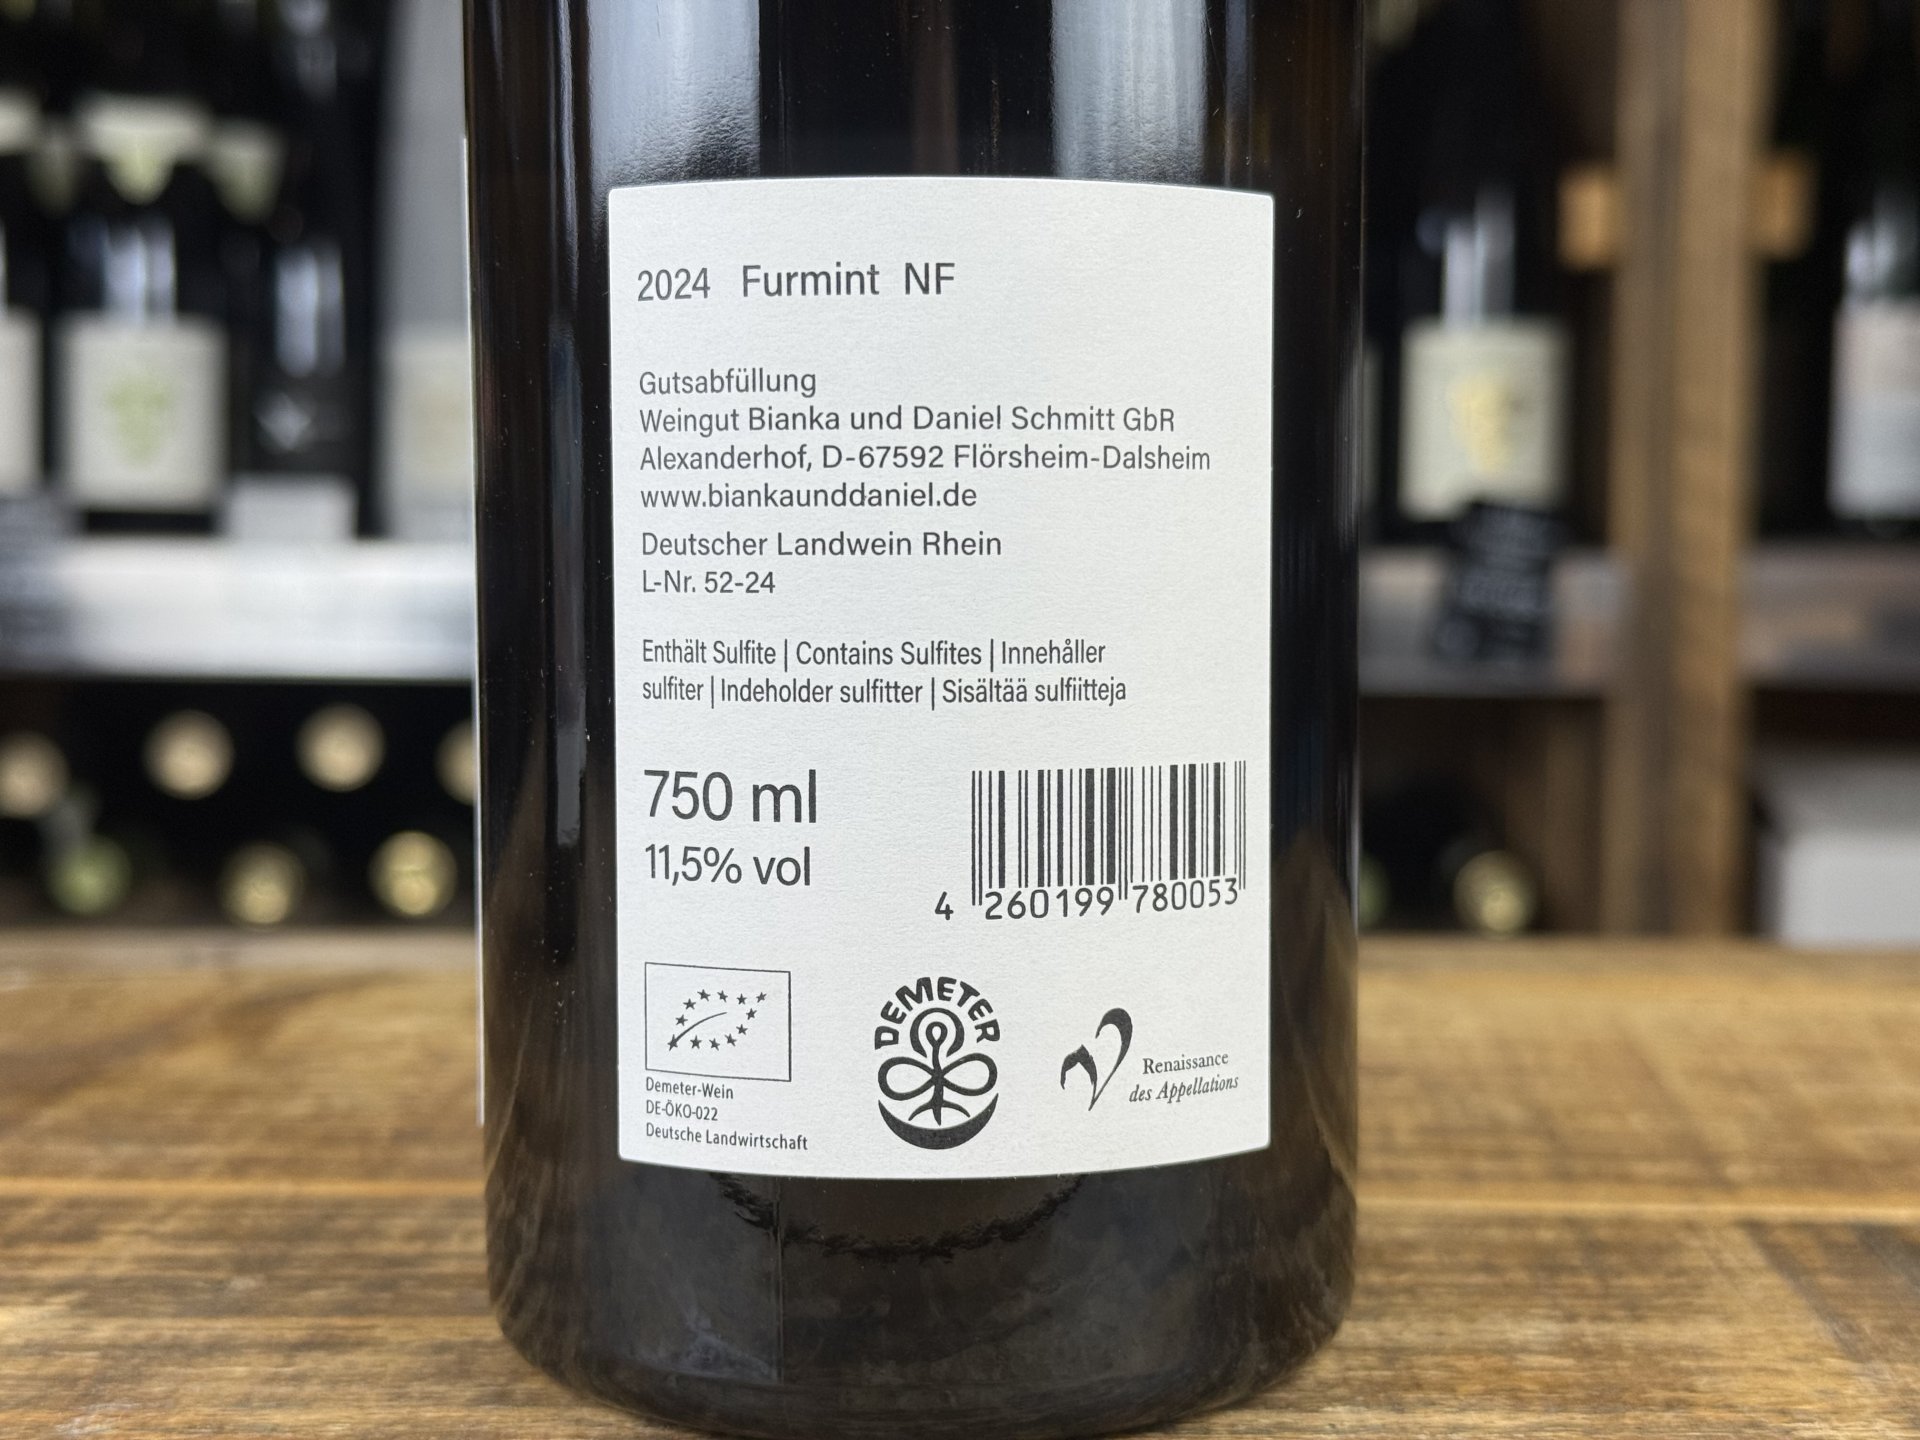 2024 Furmint NF
Gutsabfüllung
Weingut Bianka und Daniel Schmitt GbR
Alexanderhof, D-67592 Flörsheim-Dalsheim
www.biankaunddaniel.de
Deutscher Landwein Rhein
L-Nr. 52-24
Enthält Sulfite | Contains Sulfites | Innehåller
sulfiter | Indeholder sulfitter | Sisältää sulfiitteja
750 ml
11,5% vol
4 260199 780053
Demeter-Wein
DE-ÖKO-022
Deutsche Landwirtschaft
DEMETER
Renaissance
des Appellations